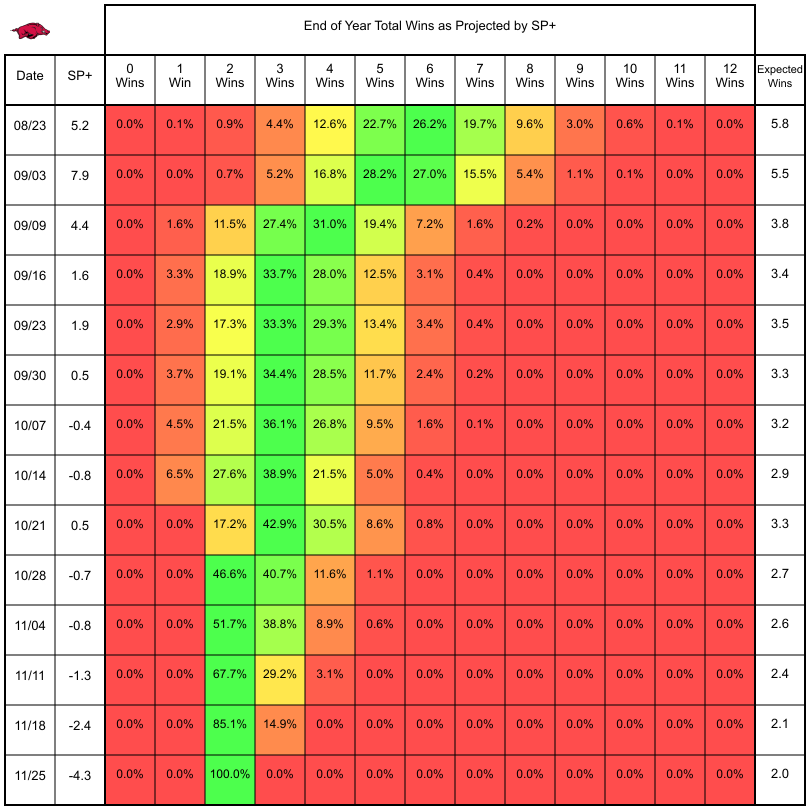 End of Year Total Wins as Projected by SP+
Date SP+ 0 Wins 1 Win 2 Wins 3 Wins 4 Wins 5 Wins 6 Wins 7 Wins 8 Wins 9 Wins 10 Wins 11 Wins 12 Wins Expected Wins
08/23 5.2 0.0% 0.1% 0.9% 4.4% 12.6% 22.7% 26.2% 19.7% 9.6% 3.0% 0.6% 0.1% 0.0% 5.8
09/03 7.9 0.0% 0.0% 0.7% 5.2% 16.8% 28.2% 27.0% 15.5% 5.4% 1.1% 0.1% 0.0% 0.0% 5.5
09/09 4.4 0.0% 1.6% 11.5% 27.4% 31.0% 19.4% 7.2% 1.6% 0.2% 0.0% 0.0% 0.0% 0.0% 3.8
09/16 1.6 0.0% 3.3% 18.9% 33.7% 28.0% 12.5% 3.1% 0.4% 0.0% 0.0% 0.0% 0.0% 0.0% 3.4
09/23 1.9 0.0% 2.9% 17.3% 33.3% 29.3% 13.4% 3.4% 0.4% 0.0% 0.0% 0.0% 0.0% 0.0% 3.5
09/30 0.5 0.0% 3.7% 19.1% 34.4% 28.5% 11.7% 2.4% 0.2% 0.0% 0.0% 0.0% 0.0% 0.0% 3.3
10/07 -0.4 0.0% 4.5% 21.5% 36.1% 26.8% 9.5% 1.6% 0.1% 0.0% 0.0% 0.0% 0.0% 0.0% 3.2
10/14 -0.8 0.0% 6.5% 27.6% 38.9% 21.5% 5.0% 0.4% 0.0% 0.0% 0.0% 0.0% 0.0% 0.0% 2.9
10/21 0.5 0.0% 0.0% 17.2% 42.9% 30.5% 8.6% 0.8% 0.0% 0.0% 0.0% 0.0% 0.0% 0.0% 3.3
10/28 -0.7 0.0% 0.0% 46.6% 40.7% 11.6% 1.1% 0.0% 0.0% 0.0% 0.0% 0.0% 0.0% 0.0% 2.7
11/04 -0.8 0.0% 0.0% 51.7% 38.8% 8.9% 0.6% 0.0% 0.0% 0.0% 0.0% 0.0% 0.0% 0.0% 2.6
11/11 -1.3 0.0% 0.0% 67.7% 29.2% 3.1% 0.0% 0.0% 0.0% 0.0% 0.0% 0.0% 0.0% 0.0% 2.4
11/18 -2.4 0.0% 0.0% 85.1% 14.9% 0.0% 0.0% 0.0% 0.0% 0.0% 0.0% 0.0% 0.0% 0.0% 2.1
11/25 -4.3 0.0% 0.0% 100.0% 0.0% 0.0% 0.0% 0.0% 0.0% 0.0% 0.0% 0.0% 0.0% 0.0% 2.0